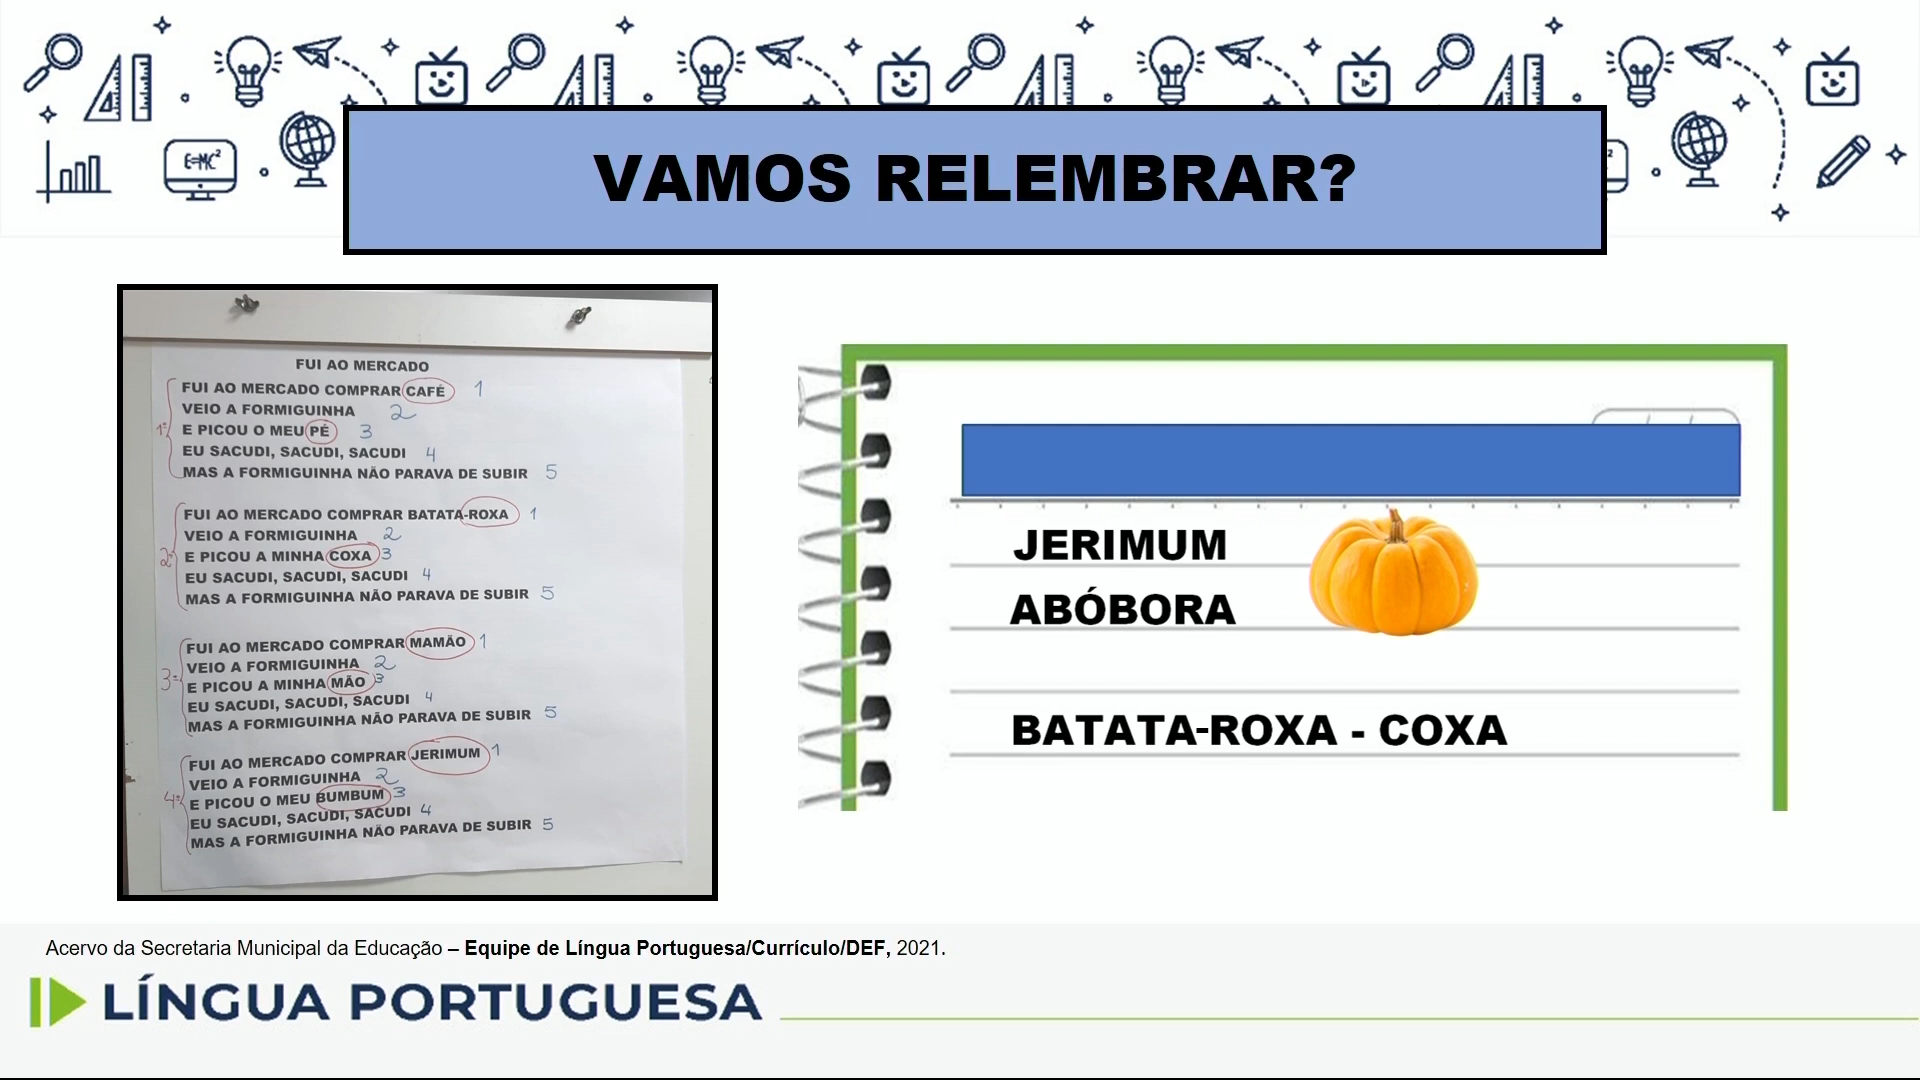 E=MC²
VAMOS RELEMBRAR?
FUI AO MERCADO
1ª
FUI AO MERCADO COMPRAR CAFÉ 1
VEIO A FORMIGUINHA 2
E PICOU O MEU PÉ 3
EU SACUDI, SACUDI, SACUDI 4
MAS A FORMIGUINHA NÃO PARAVA DE SUBIR 5
2ª
FUI AO MERCADO COMPRAR BATATA-ROXA 1
VEIO A FORMIGUINHA 2
E PICOU A MINHA COXA 3
EU SACUDI, SACUDI, SACUDI 4
MAS A FORMIGUINHA NÃO PARAVA DE SUBIR 5
3ª
FUI AO MERCADO COMPRAR MAMÃO 1
VEIO A FORMIGUINHA 2
E PICOU A MINHA MÃO 3
EU SACUDI, SACUDI, SACUDI 4
MAS A FORMIGUINHA NÃO PARAVA DE SUBIR 5
4ª
FUI AO MERCADO COMPRAR JERIMUM 1
VEIO A FORMIGUINHA 2
E PICOU O MEU BUMBUM 3
EU SACUDI, SACUDI, SACUDI 4
MAS A FORMIGUINHA NÃO PARAVA DE SUBIR 5
JERIMUM
ABÓBORA
BATATA-ROXA - COXA
Acervo da Secretaria Municipal da Educação – Equipe de Língua Portuguesa/Currículo/DEF, 2021.
LÍNGUA PORTUGUESA